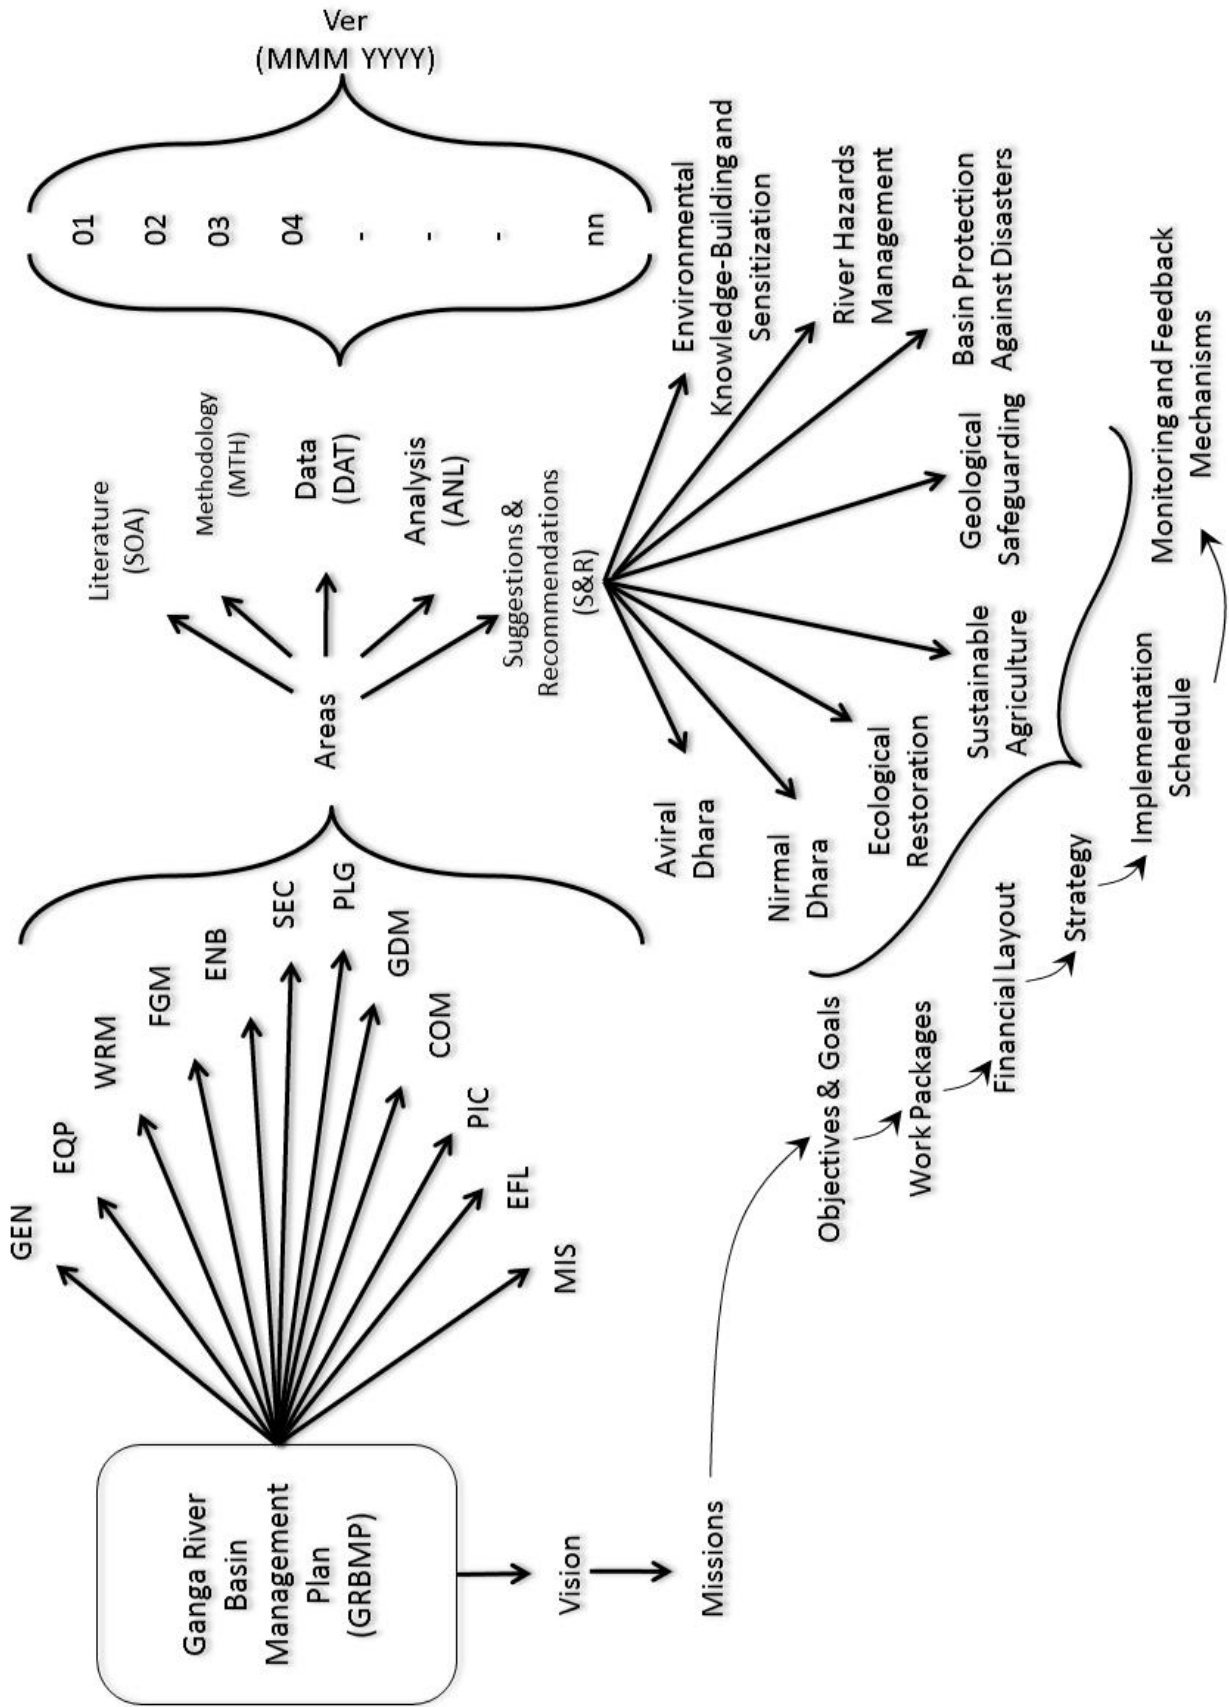 Ganga River
Basin
Management
Plan
(GRBMP)
GEN
EQP
WRM
FGM
ENB
SEC
PLG
GDM
COM
PIC
EFL
MIS
Areas
Literature
(SOA)
Methodology
(MTH)
Data
(DAT)
Analysis
(ANL)
Suggestions &
Recommendations
(S&R)
01
02
03
04
-
-
-
nn
Ver
(MMM YYYY)
Aviral
Dhara
Nirmal
Dhara
Ecological
Restoration
Sustainable
Agriculture
Geological
Safeguarding
Basin Protection
Against Disasters
River Hazards
Management
Environmental
Knowledge-Building and
Sensitization
Vision
Missions
Objectives & Goals
Work Packages
Financial Layout
Strategy
Implementation
Schedule
Monitoring and Feedback
Mechanisms